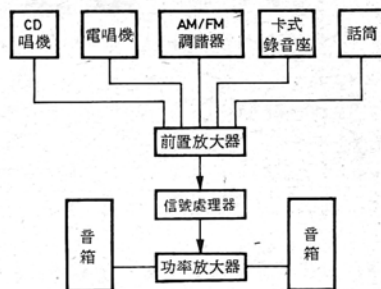 CD
唱機
電唱機
AM/FM
調諧器
卡式
錄音座
話筒
前置放大器
信號處理器
音
箱
功率放大器
音
箱